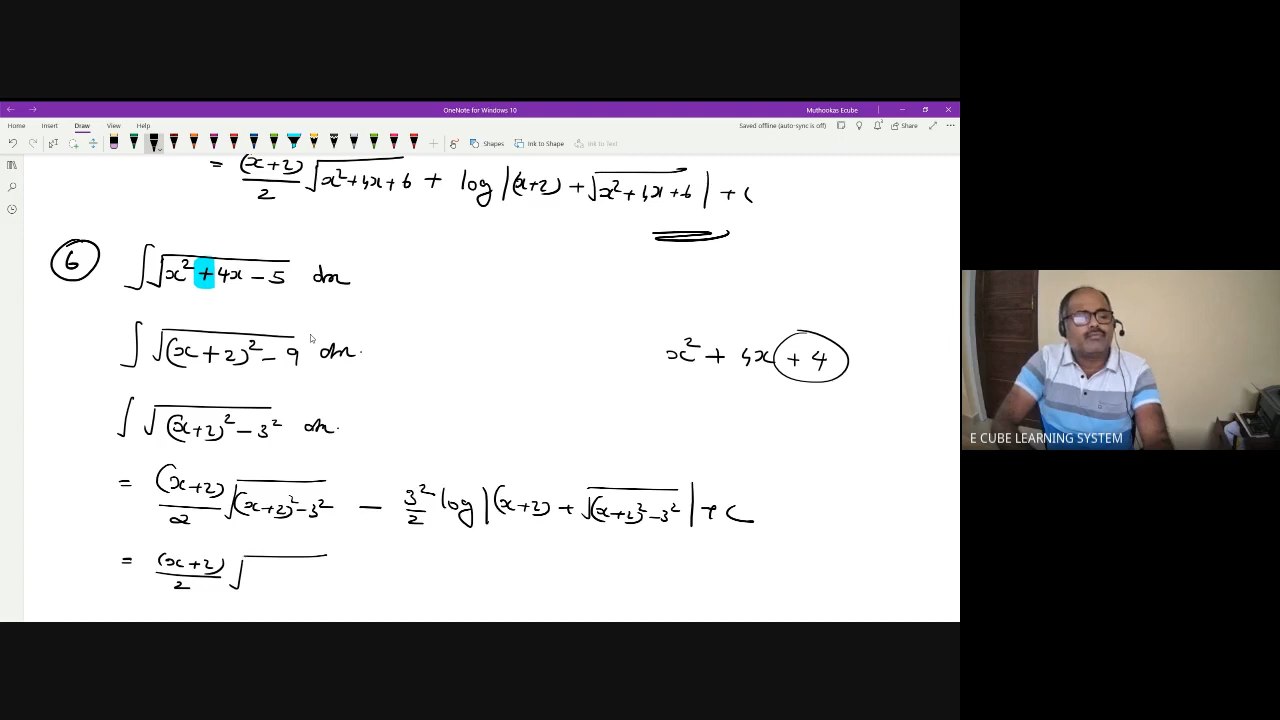 OneNote for Windows 10
Muthookas Ecube
Home Insert Draw View Help
Saved offline (auto-sync is off) Share
Shapes Ink to Shape Ink to Text
= (x+2)/2 √(x²+4x+6) + log |(x+2) + √(x²+4x+6)| + C
6 ∫ √(x² + 4x − 5) dx
∫ √((x+2)² − 9) dx.
x² + 4x + 4
∫ √((x+2)² − 3²) dx.
= (x+2)/2 √((x+2)² − 3²) − 3²/2 log |(x+2) + √((x+2)² − 3²)| + C
= (x+2)/2 √
E CUBE LEARNING SYSTEM